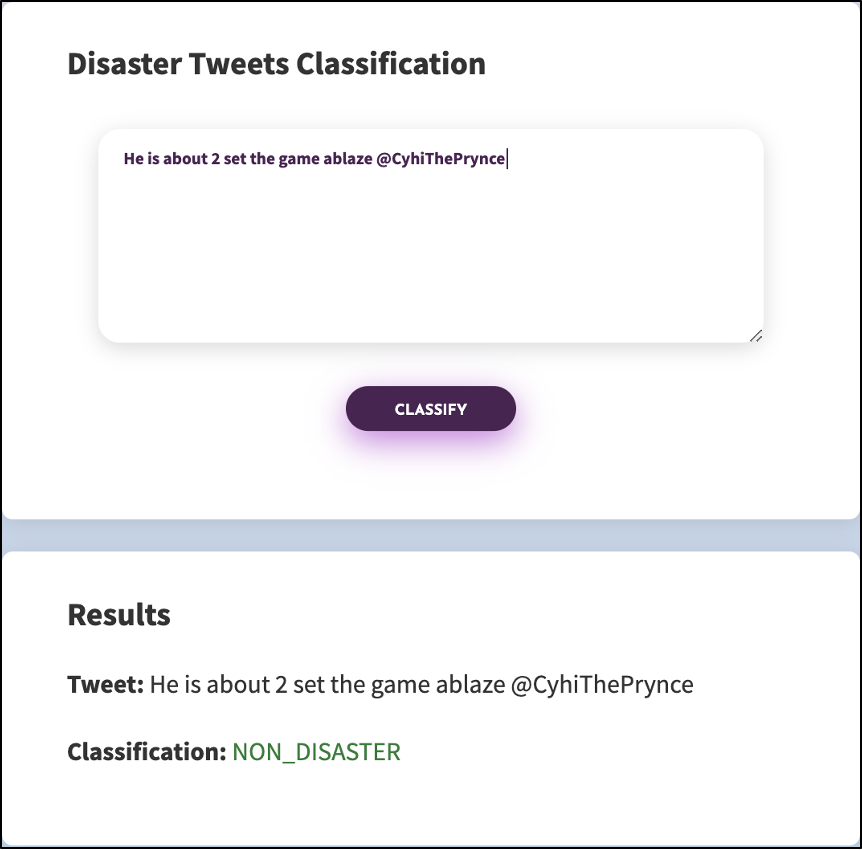 Disaster Tweets Classification
He is about 2 set the game ablaze @CyhiThePrynce
CLASSIFY
Results
Tweet: He is about 2 set the game ablaze @CyhiThePrynce
Classification: NON_DISASTER